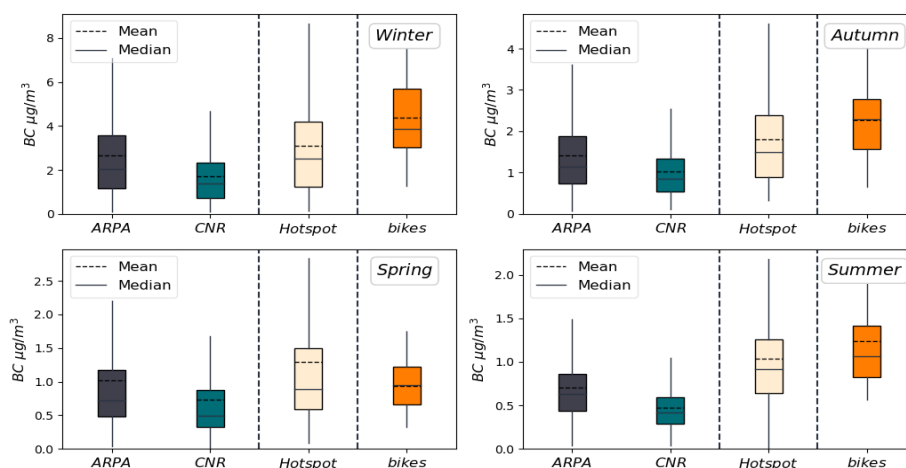 Winter
Mean
Median
BC μg/m³
8
6
4
2
0
ARPA CNR Hotspot bikes
Autumn
Mean
Median
BC μg/m³
4
3
2
1
0
ARPA CNR Hotspot bikes
Spring
Mean
Median
BC μg/m³
2.5
2.0
1.5
1.0
0.5
0.0
ARPA CNR Hotspot bikes
Summer
Mean
Median
BC μg/m³
2.0
1.5
1.0
0.5
0.0
ARPA CNR Hotspot bikes